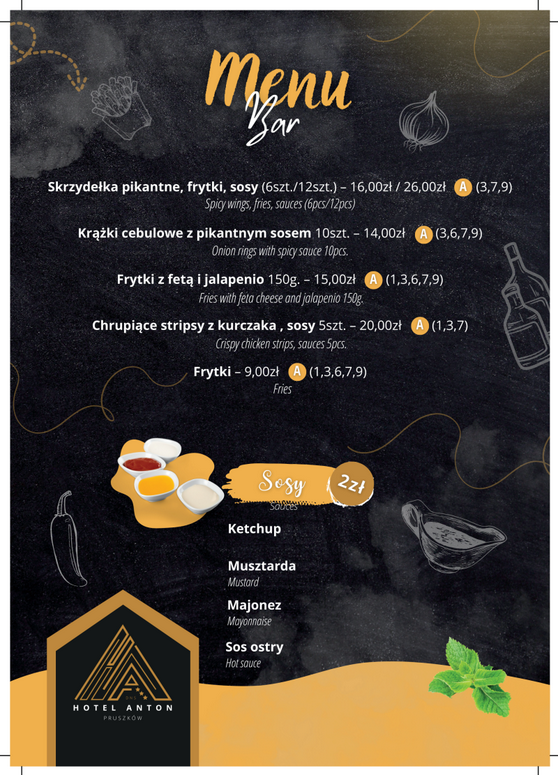 Menu
Bar
Skrzydełka pikantne, frytki, sosy (6szt./12szt.) – 16,00zł / 26,00zł A (3,7,9)
Spicy wings, fries, sauces (6pcs/12pcs)
Krążki cebulowe z pikantnym sosem 10szt. – 14,00zł A (3,6,7,9)
Onion rings with spicy sauce 10pcs.
Frytki z fetą i jalapenio 150g. – 15,00zł A (1,3,6,7,9)
Fries with feta cheese and jalapenio 150g.
Chrupiące stripsy z kurczaka , sosy 5szt. – 20,00zł A (1,3,7)
Crispy chicken strips, sauces 5pcs.
Frytki – 9,00zł A (1,3,6,7,9)
Fries
Sosy 2zł
Sauces
Ketchup
Musztarda
Mustard
Majonez
Mayonnaise
Sos ostry
Hot sauce
HOTEL ANTON
PRUSZKÓW